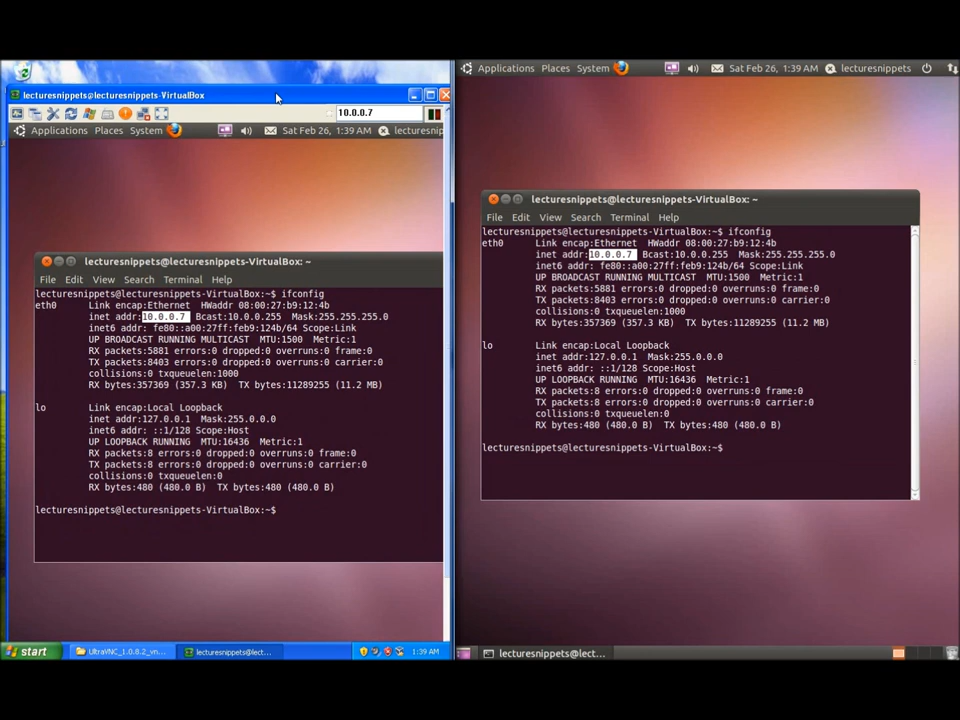 lecturesnippets@lecturesnippets-VirtualBox
10.0.0.7
Applications Places System Sat Feb 26, 1:39 AM lecturesnip
lecturesnippets@lecturesnippets-VirtualBox: ~
File Edit View Search Terminal Help
lecturesnippets@lecturesnippets-VirtualBox:~$ ifconfig
eth0 Link encap:Ethernet HWaddr 08:00:27:b9:12:4b
inet addr:10.0.0.7 Bcast:10.0.0.255 Mask:255.255.255.0
inet6 addr: fe80::a00:27ff:feb9:124b/64 Scope:Link
UP BROADCAST RUNNING MULTICAST MTU:1500 Metric:1
RX packets:5881 errors:0 dropped:0 overruns:0 frame:0
TX packets:8403 errors:0 dropped:0 overruns:0 carrier:0
collisions:0 txqueuelen:1000
RX bytes:357369 (357.3 KB) TX bytes:11289255 (11.2 MB)
lo Link encap:Local Loopback
inet addr:127.0.0.1 Mask:255.0.0.0
inet6 addr: ::1/128 Scope:Host
UP LOOPBACK RUNNING MTU:16436 Metric:1
RX packets:8 errors:0 dropped:0 overruns:0 frame:0
TX packets:8 errors:0 dropped:0 overruns:0 carrier:0
collisions:0 txqueuelen:0
RX bytes:480 (480.0 B) TX bytes:480 (480.0 B)
lecturesnippets@lecturesnippets-VirtualBox:~$
start UltraVNC_1.0.8.2_vn... lecturesnippets@lect... 1:39 AM
Applications Places System Sat Feb 26, 1:39 AM lecturesnippets
lecturesnippets@lecturesnippets-VirtualBox: ~
File Edit View Search Terminal Help
lecturesnippets@lecturesnippets-VirtualBox:~$ ifconfig
eth0 Link encap:Ethernet HWaddr 08:00:27:b9:12:4b
inet addr:10.0.0.7 Bcast:10.0.0.255 Mask:255.255.255.0
inet6 addr: fe80::a00:27ff:feb9:124b/64 Scope:Link
UP BROADCAST RUNNING MULTICAST MTU:1500 Metric:1
RX packets:5881 errors:0 dropped:0 overruns:0 frame:0
TX packets:8403 errors:0 dropped:0 overruns:0 carrier:0
collisions:0 txqueuelen:1000
RX bytes:357369 (357.3 KB) TX bytes:11289255 (11.2 MB)
lo Link encap:Local Loopback
inet addr:127.0.0.1 Mask:255.0.0.0
inet6 addr: ::1/128 Scope:Host
UP LOOPBACK RUNNING MTU:16436 Metric:1
RX packets:8 errors:0 dropped:0 overruns:0 frame:0
TX packets:8 errors:0 dropped:0 overruns:0 carrier:0
collisions:0 txqueuelen:0
RX bytes:480 (480.0 B) TX bytes:480 (480.0 B)
lecturesnippets@lecturesnippets-VirtualBox:~$
lecturesnippets@lect...